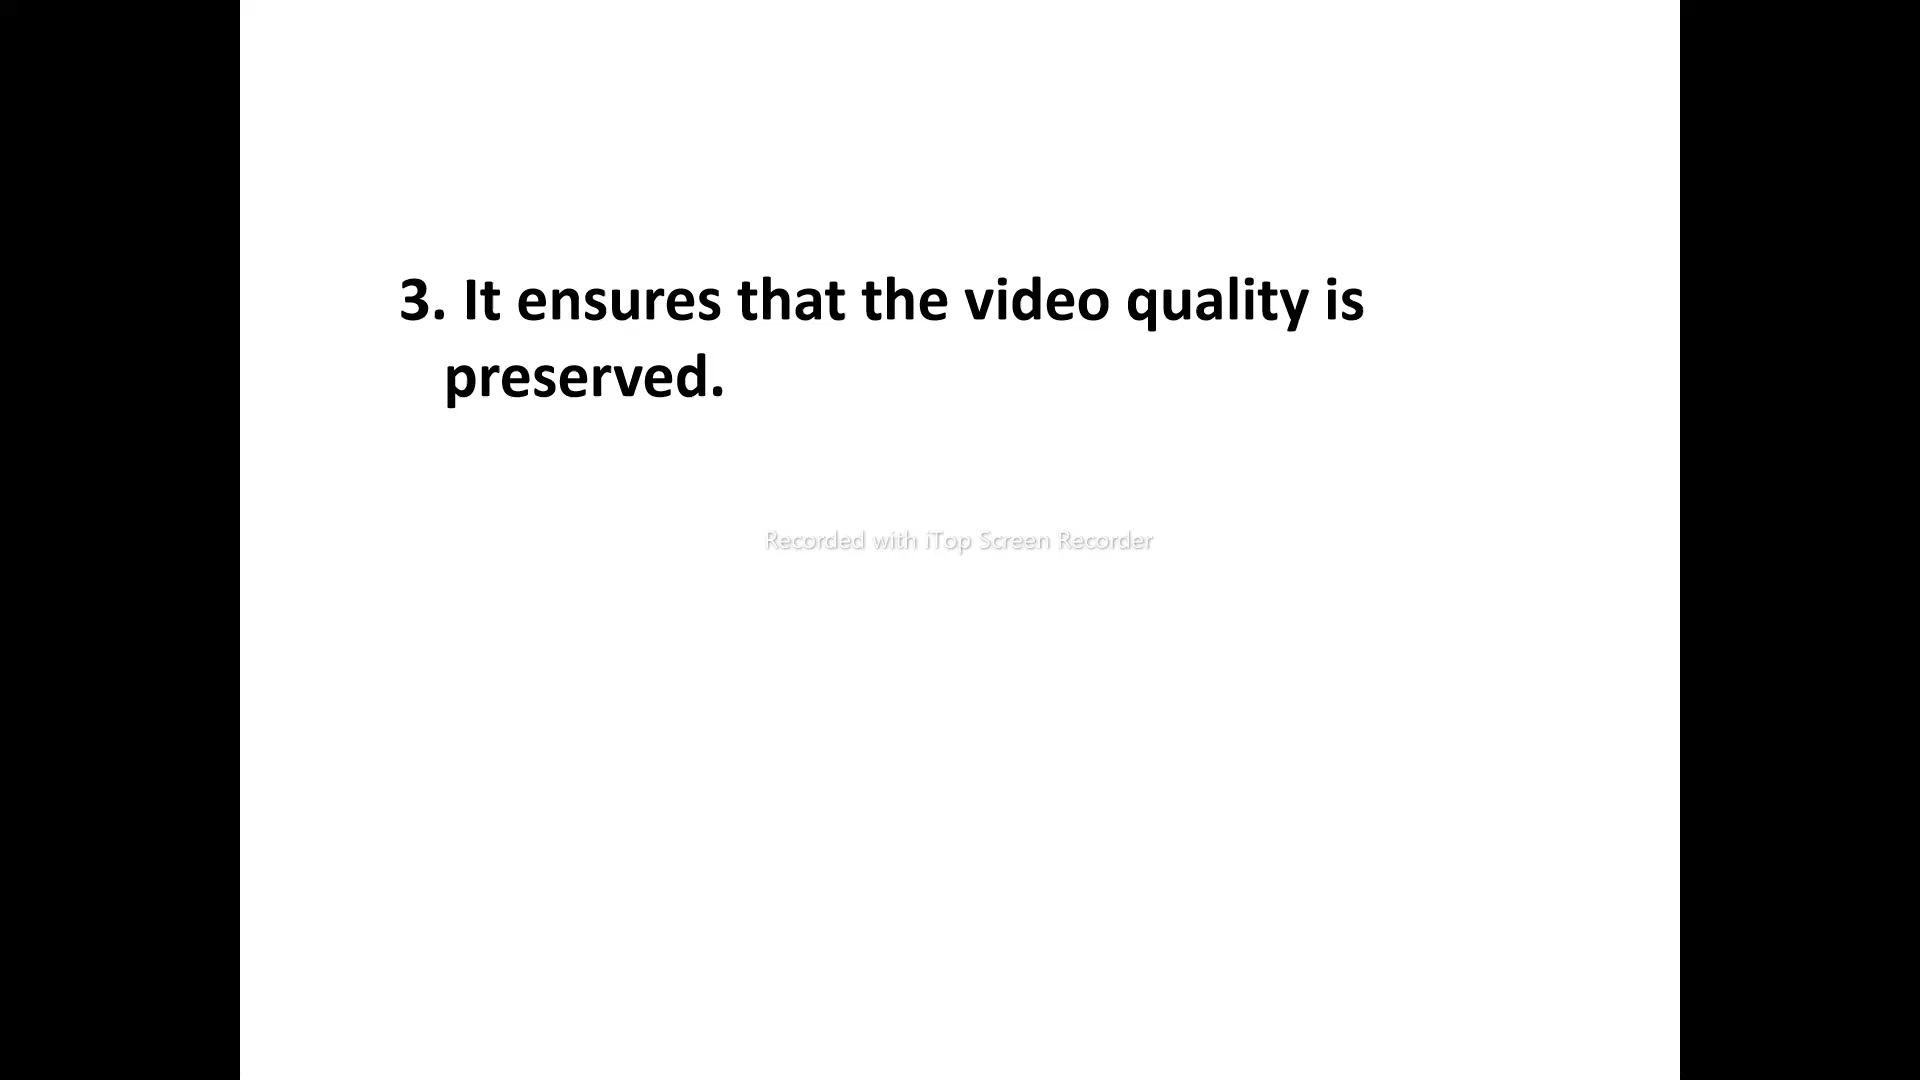 3. It ensures that the video quality is
preserved.
Recorded with iTop Screen Recorder